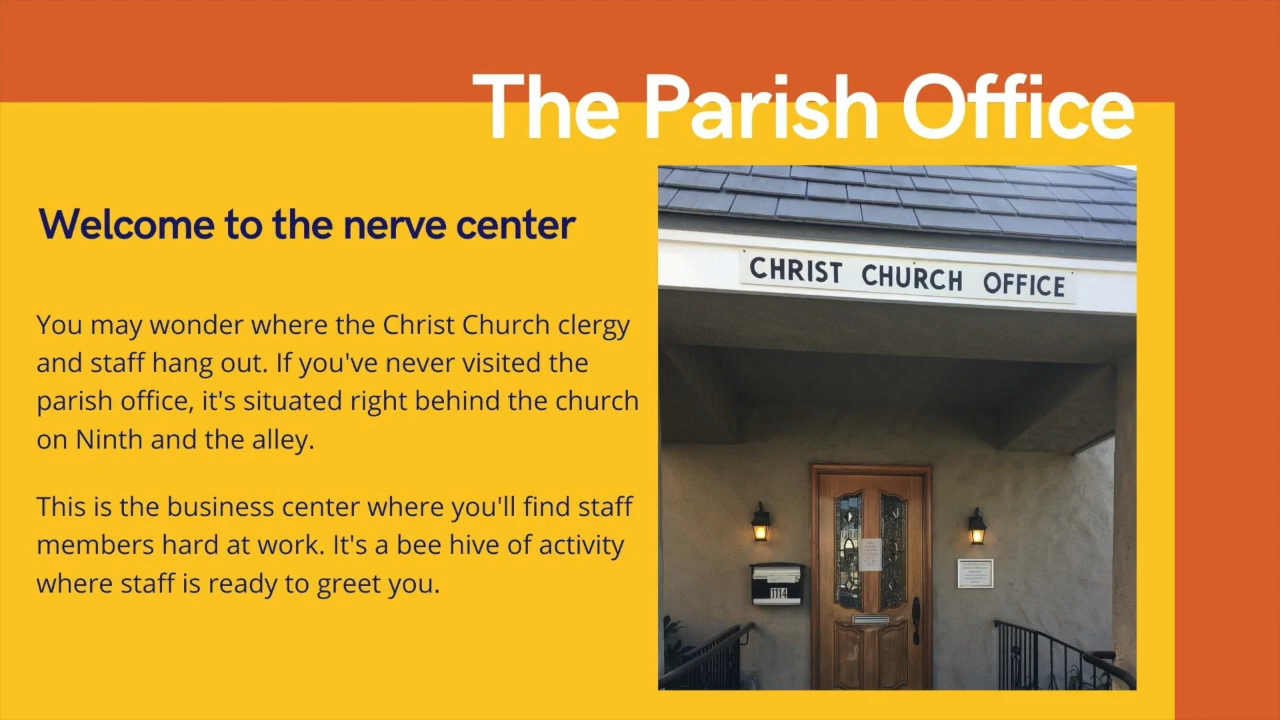 The Parish Office
Welcome to the nerve center
You may wonder where the Christ Church clergy
and staff hang out. If you've never visited the
parish office, it's situated right behind the church
on Ninth and the alley.
This is the business center where you'll find staff
members hard at work. It's a bee hive of activity
where staff is ready to greet you.
CHRIST CHURCH OFFICE
1114